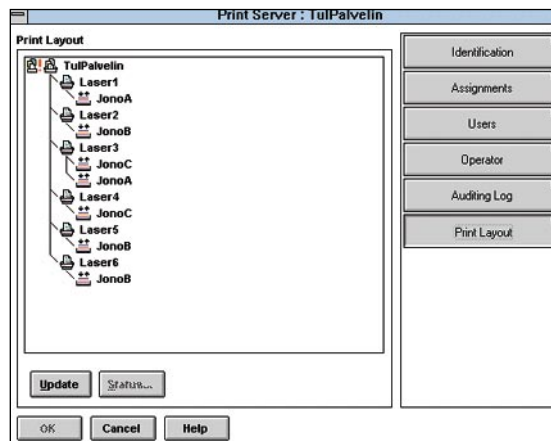 Print Server : TulPalvelin
Print Layout
TulPalvelin
Laser1
JonoA
Laser2
JonoB
Laser3
JonoC
JonoA
Laser4
JonoC
Laser5
JonoB
Laser6
JonoB
Update
Status...
OK
Cancel
Help
Identification
Assignments
Users
Operator
Auditing Log
Print Layout